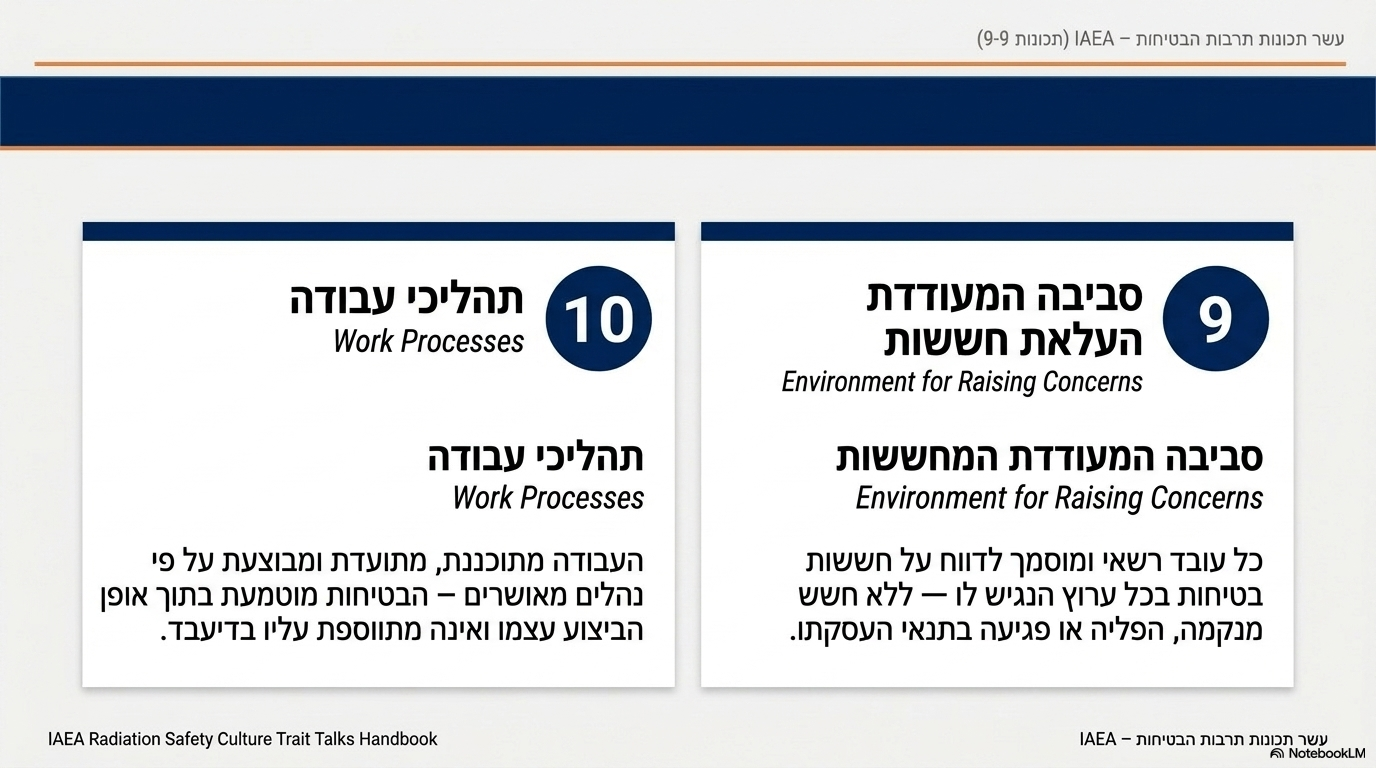 עשר תכונות תרבות הבטיחות – IAEA (תכונות 9-9)
9
סביבה המעודדת
העלאת חששות
Environment for Raising Concerns
סביבה המעודדת המחששות
Environment for Raising Concerns
כל עובד רשאי ומוסמך לדווח על חששות
בטיחות בכל ערוץ הנגיש לו — ללא חשש
מנקמה, הפליה או פגיעה בתנאי העסקתו.
10
תהליכי עבודה
Work Processes
תהליכי עבודה
Work Processes
העבודה מתוכננת, מתועדת ומבוצעת על פי
נהלים מאושרים – הבטיחות מוטמעת בתוך אופן
הביצוע עצמו ואינה מתווספת עליו בדיעבד.
עשר תכונות תרבות הבטיחות – IAEA
IAEA Radiation Safety Culture Trait Talks Handbook
NotebookLM